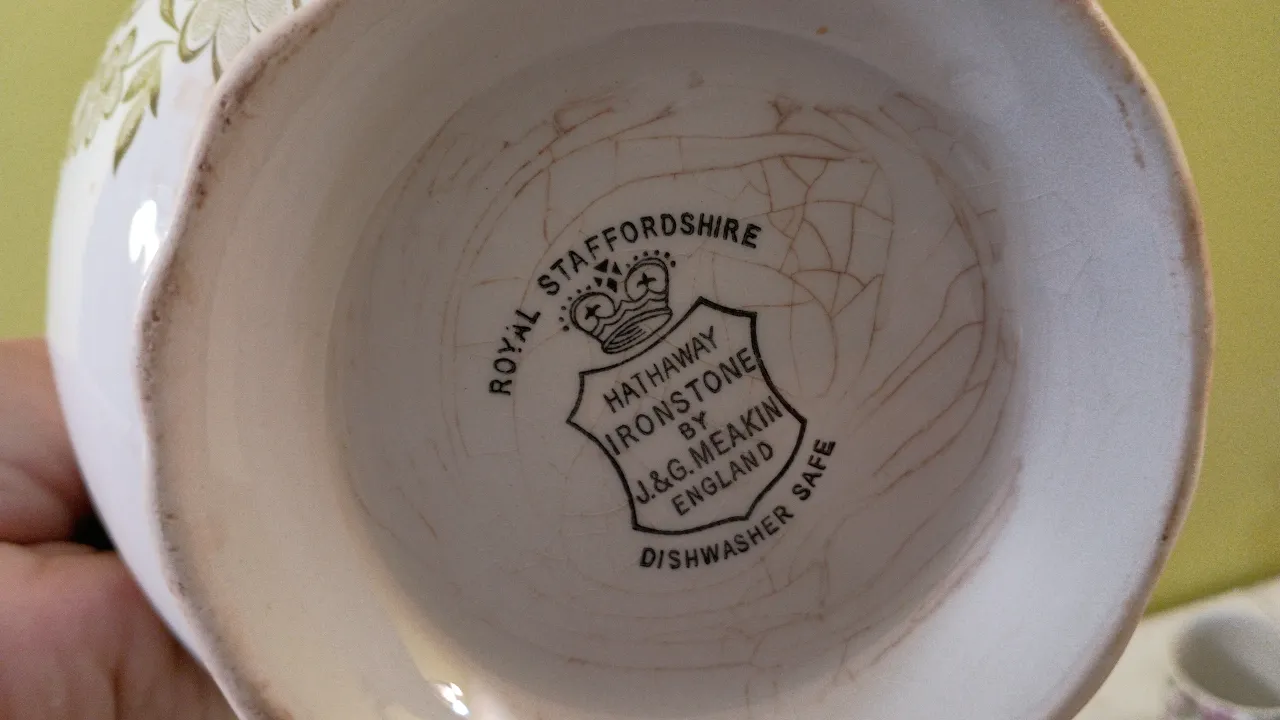 ROYAL STAFFORDSHIRE
HATHAWAY
IRONSTONE
BY
J.&G. MEAKIN
ENGLAND
DISHWASHER SAFE